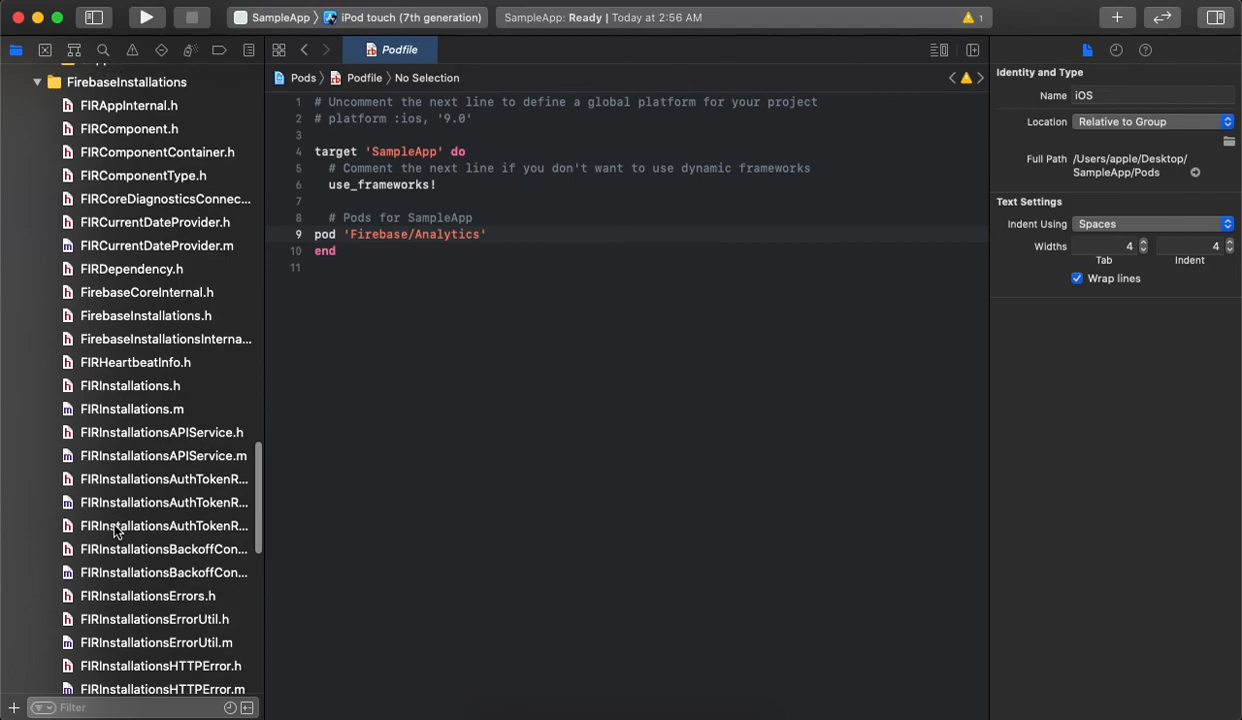 SampleApp
iPod touch (7th generation)
SampleApp: Ready | Today at 2:56 AM
1
Podfile
Pods
Podfile
No Selection
FirebaseInstallations
FIRAppInternal.h
FIRComponent.h
FIRComponentContainer.h
FIRComponentType.h
FIRCoreDiagnosticsConnec...
FIRCurrentDateProvider.h
FIRCurrentDateProvider.m
FIRDependency.h
FirebaseCoreInternal.h
FirebaseInstallations.h
FirebaseInstallationsInterna...
FIRHeartbeatInfo.h
FIRInstallations.h
FIRInstallations.m
FIRInstallationsAPIService.h
FIRInstallationsAPIService.m
FIRInstallationsAuthTokenR...
FIRInstallationsAuthTokenR...
FIRInstallationsAuthTokenR...
FIRInstallationsBackoffCon...
FIRInstallationsBackoffCon...
FIRInstallationsErrors.h
FIRInstallationsErrorUtil.h
FIRInstallationsErrorUtil.m
FIRInstallationsHTTPError.h
FIRInstallationsHTTPError.m
Filter
1 # Uncomment the next line to define a global platform for your project
2 # platform :ios, '9.0'
3
4 target 'SampleApp' do
5 # Comment the next line if you don't want to use dynamic frameworks
6 use_frameworks!
7
8 # Pods for SampleApp
9 pod 'Firebase/Analytics'
10 end
11
Identity and Type
Name iOS
Location Relative to Group
Full Path /Users/apple/Desktop/
SampleApp/Pods
Text Settings
Indent Using Spaces
Widths 4 4
Tab Indent
Wrap lines